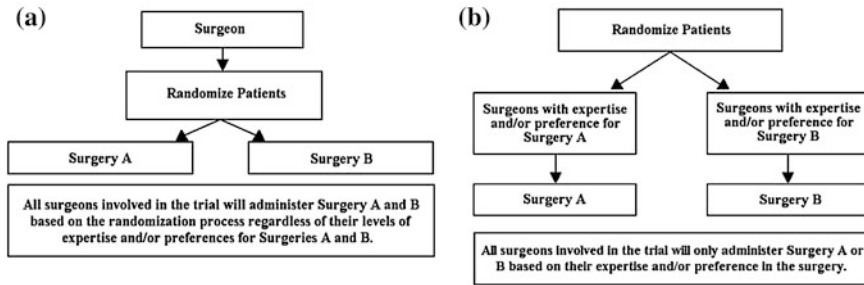 (a)
Surgeon
Randomize Patients
Surgery A
Surgery B
All surgeons involved in the trial will administer Surgery A and B
based on the randomization process regardless of their levels of
expertise and/or preferences for Surgeries A and B.
(b)
Randomize Patients
Surgeons with expertise
and/or preference for
Surgery A
Surgeons with expertise
and/or preference for
Surgery B
Surgery A
Surgery B
All surgeons involved in the trial will only administer Surgery A or
B based on their expertise and/or preference in the surgery.